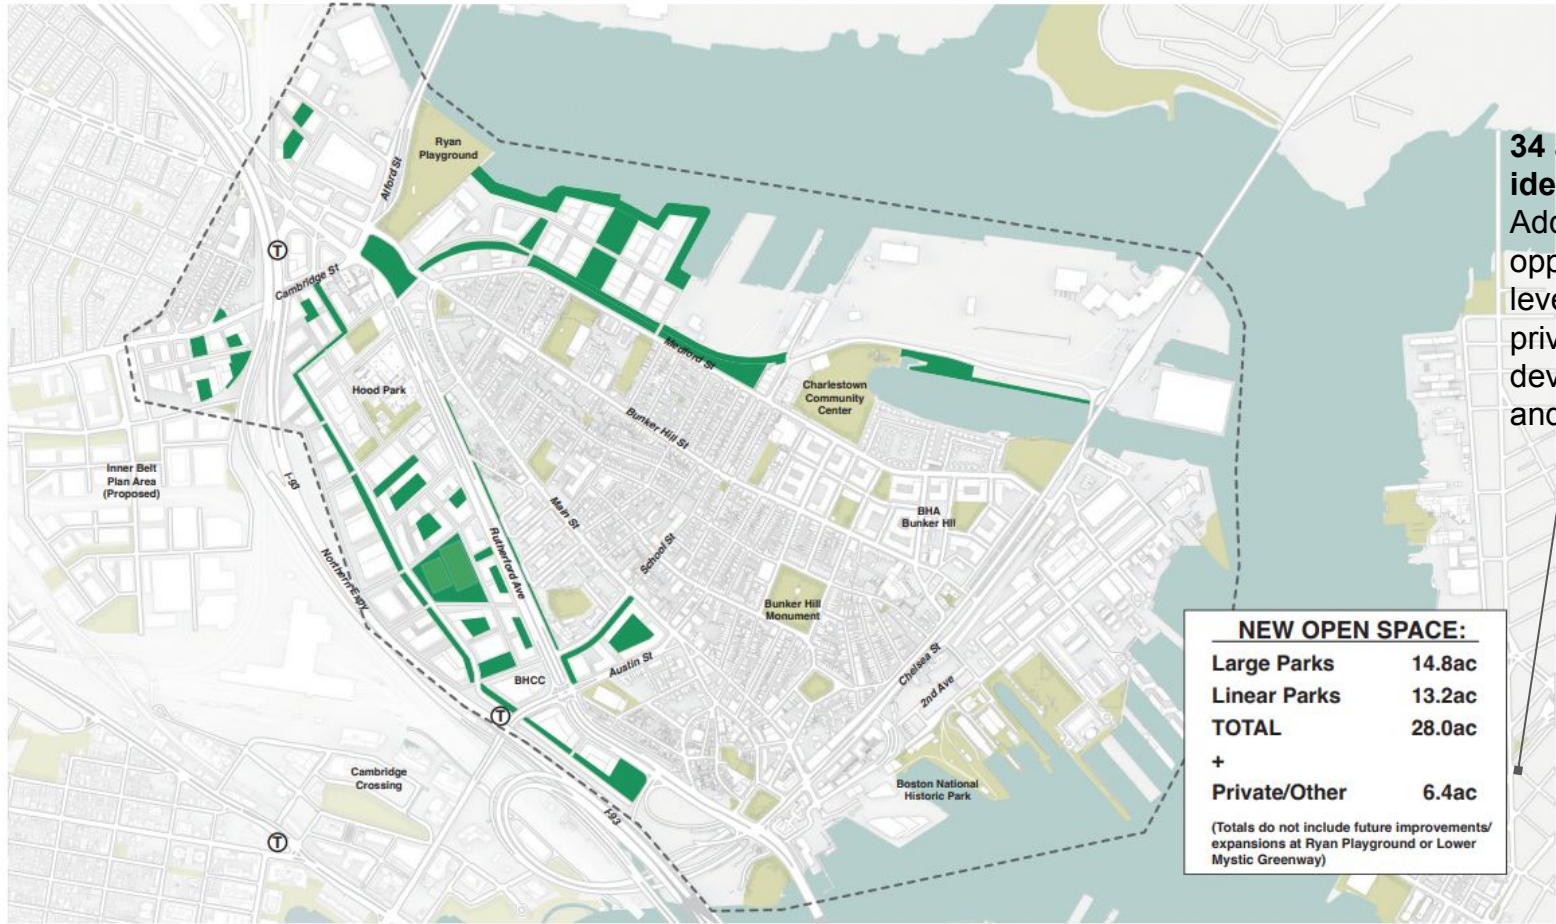 Ryan
Playground
Alford St
T
Cambridge St
Medford St
Hood Park
Charlestown
Community
Center
Bunker Hill St
Inner Belt
Plan Area
(Proposed)
I-93
Main St
BHA
Bunker Hill
School St
Rutherford Ave
Northern Expy
Bunker Hill
Monument
Austin St
BHCC
Chelsea St
2nd Ave
T
Cambridge
Crossing
Boston National
Historic Park
I-93
T
34
ide
Add
opp
leve
priv
dev
and
NEW OPEN SPACE:
Large Parks 14.8ac
Linear Parks 13.2ac
TOTAL 28.0ac
+
Private/Other 6.4ac
(Totals do not include future improvements/
expansions at Ryan Playground or Lower
Mystic Greenway)